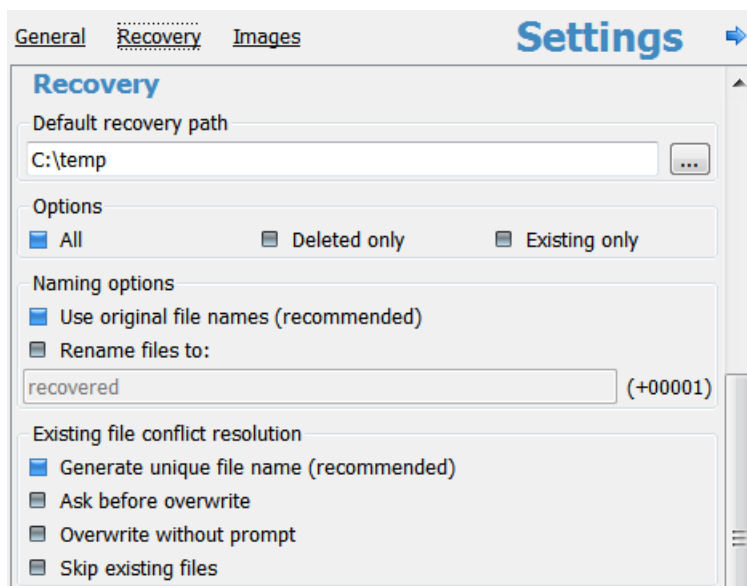 General Recovery Images Settings
Recovery
Default recovery path
C:\temp ...
Options
All Deleted only Existing only
Naming options
Use original file names (recommended)
Rename files to:
recovered (+00001)
Existing file conflict resolution
Generate unique file name (recommended)
Ask before overwrite
Overwrite without prompt
Skip existing files